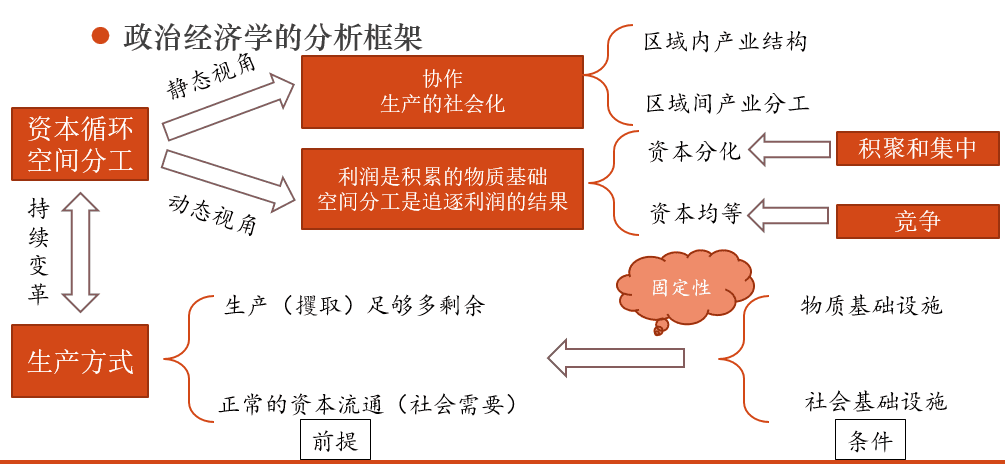 政治经济学的分析框架
静态视角
协作
生产的社会化
区域内产业结构
区域间产业分工
资本循环
空间分工
利润是积累的物质基础
空间分工是追逐利润的结果
动态视角
资本分化
积聚和集中
资本均等
竞争
持续变革
固定性
生产方式
生产（攫取）足够多剩余
正常的资本流通（社会需要）
前提
物质基础设施
社会基础设施
条件